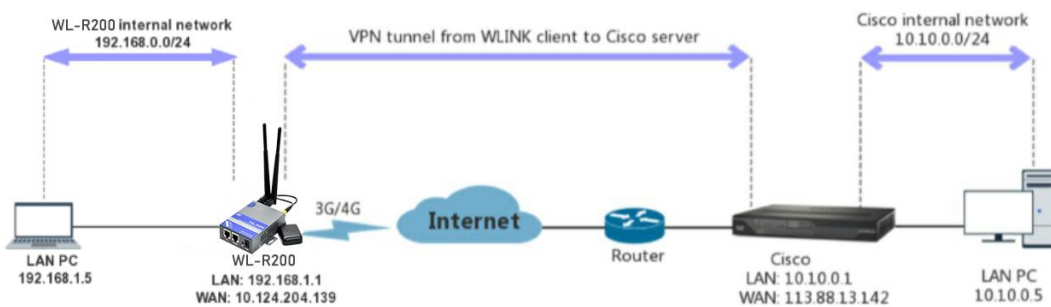 WL-R200 internal network
192.168.0.0/24
VPN tunnel from WLINK client to Cisco server
Cisco internal network
10.10.0.0/24
3G/4G
Internet
Router
LAN PC
192.168.1.5
WL-R200
LAN: 192.168.1.1
WAN: 10.124.204.139
Cisco
LAN: 10.10.0.1
WAN: 113.88.13.142
LAN PC
10.10.0.5